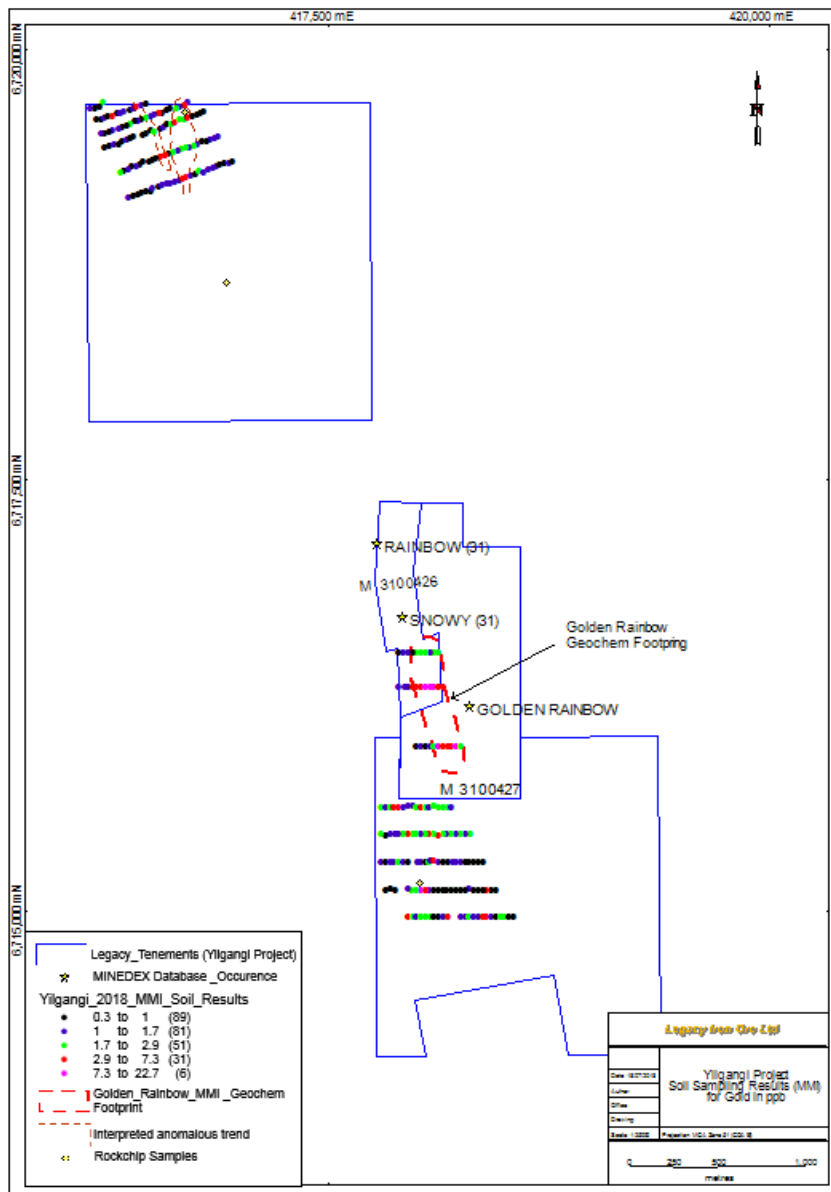 417,500 mE
420,000 mE
6,720,000 mN
N
6,717,500 mN
RAINBOW (31)
M 3100426
SNOWY (31)
Golden Rainbow
Geochem Footpring
GOLDEN RAINBOW
M 3100427
6,715,000 mN
Legacy_Tenements (Yilgangi Project)
MINEDEX Database _Occurence
Yilgangi_2018_MMI_Soil_Results
0.3 to 1 (89)
1 to 1.7 (81)
1.7 to 2.9 (51)
2.9 to 7.3 (31)
7.3 to 22.7 (6)
Golden_Rainbow_MMI _Geochem
Footprint
Interpreted anomalous trend
Rockchip Samples
Legacy Iron Ore Ltd
Yilgangi Project
Soil Sampling Results (MMI)
for Gold in ppb
Author
Office
Drawing
0 250 500 1,000
metres